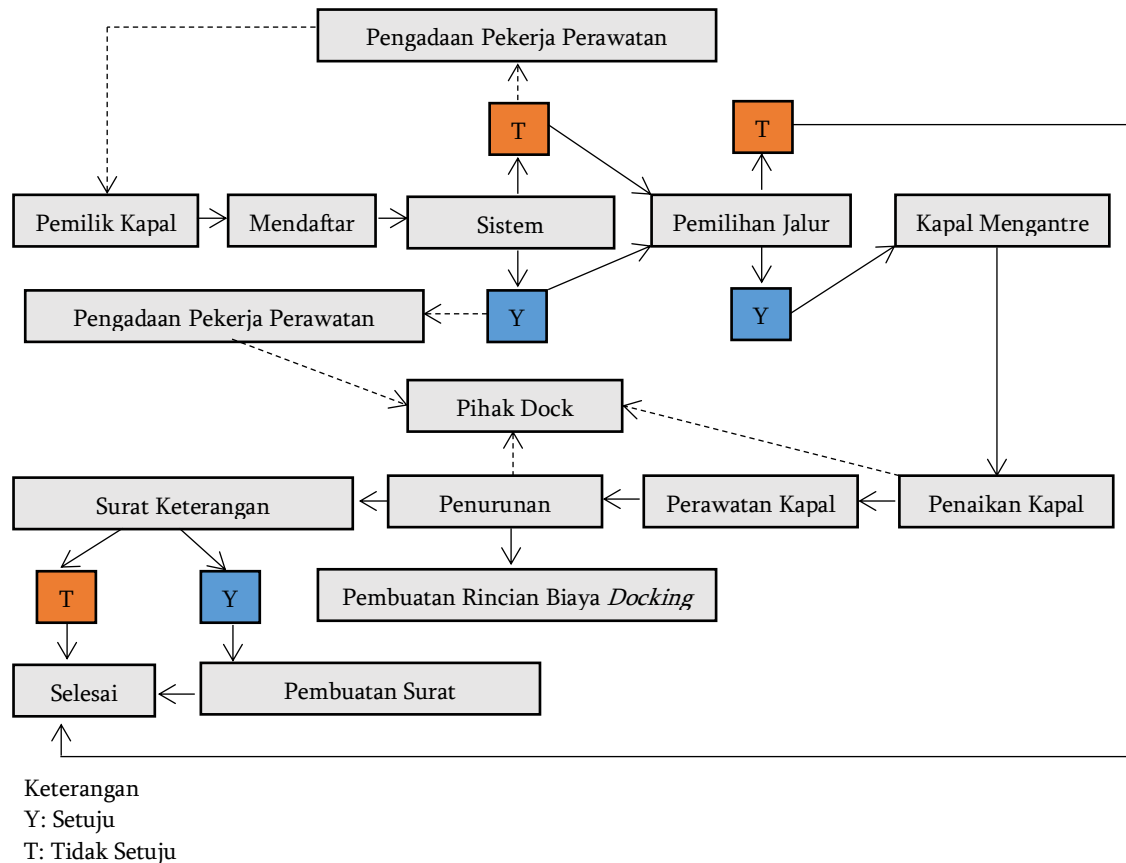 Pengadaan Pekerja Perawatan
T
T
Pemilik Kapal
Mendaftar
Sistem
Pemilihan Jalur
Kapal Mengantre
Pengadaan Pekerja Perawatan
Y
Y
Pihak Dock
Surat Keterangan
Penurunan
Perawatan Kapal
Penaikan Kapal
T
Y
Pembuatan Rincian Biaya Docking
Selesai
Pembuatan Surat
Keterangan
Y: Setuju
T: Tidak Setuju